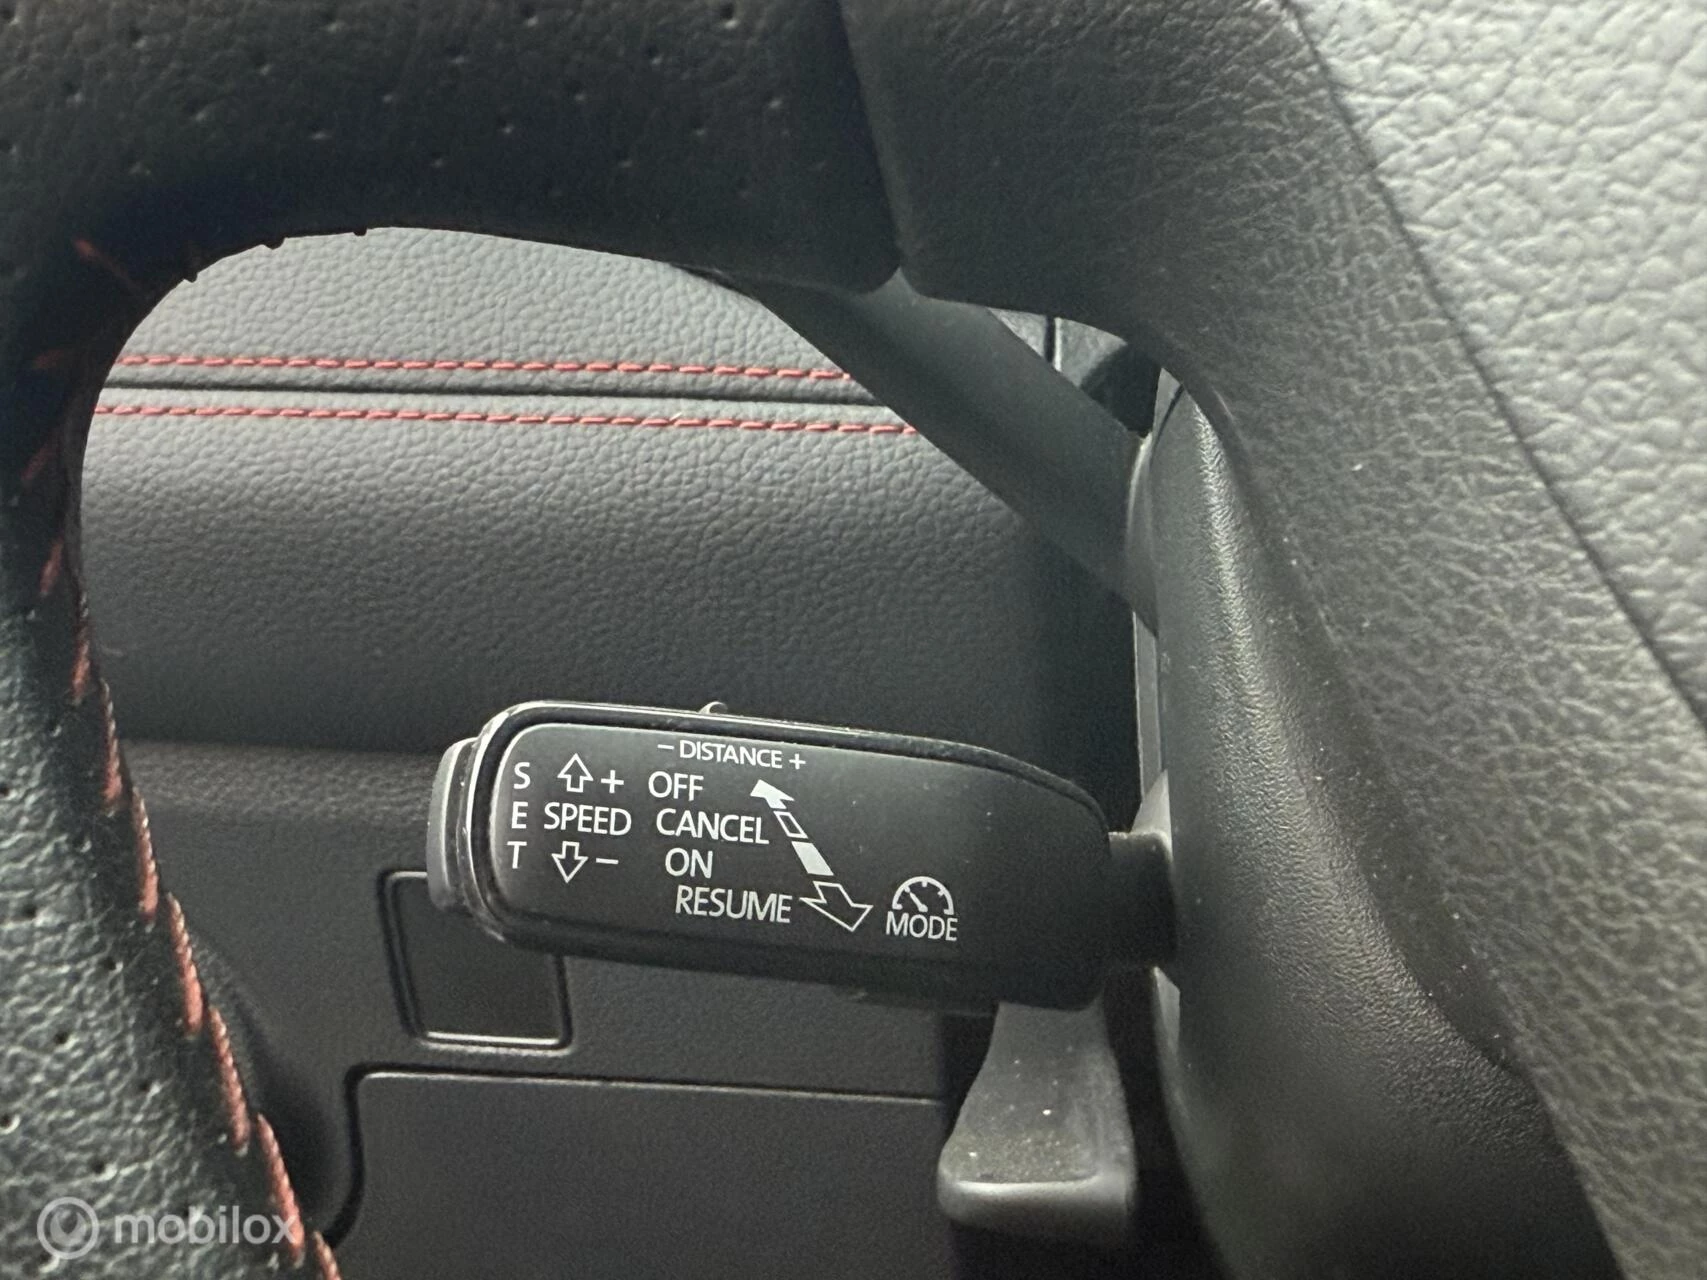 − DISTANCE +
S + OFF
E SPEED CANCEL
T − ON
RESUME
MODE
mobilox